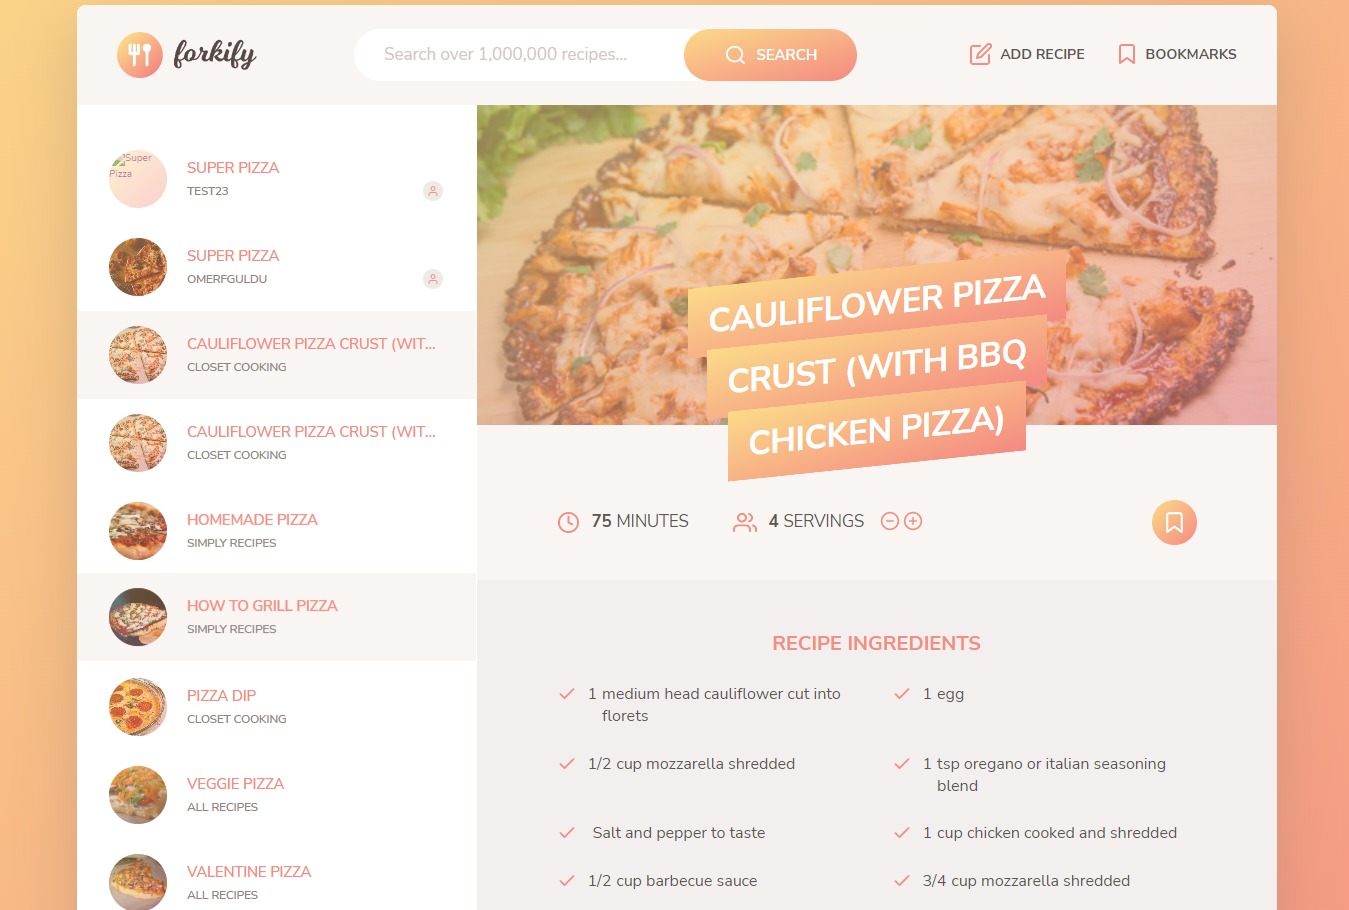 forkify
Search over 1,000,000 recipes...
SEARCH
ADD RECIPE
BOOKMARKS
Super
Pizza
SUPER PIZZA
TEST23
SUPER PIZZA
OMERFGULDU
CAULIFLOWER PIZZA CRUST (WIT...
CLOSET COOKING
CAULIFLOWER PIZZA CRUST (WIT...
CLOSET COOKING
HOMEMADE PIZZA
SIMPLY RECIPES
HOW TO GRILL PIZZA
SIMPLY RECIPES
PIZZA DIP
CLOSET COOKING
VEGGIE PIZZA
ALL RECIPES
VALENTINE PIZZA
ALL RECIPES
CAULIFLOWER PIZZA
CRUST (WITH BBQ
CHICKEN PIZZA)
75 MINUTES
4 SERVINGS
RECIPE INGREDIENTS
1 medium head cauliflower cut into
florets
1 egg
1/2 cup mozzarella shredded
1 tsp oregano or italian seasoning
blend
Salt and pepper to taste
1 cup chicken cooked and shredded
1/2 cup barbecue sauce
3/4 cup mozzarella shredded